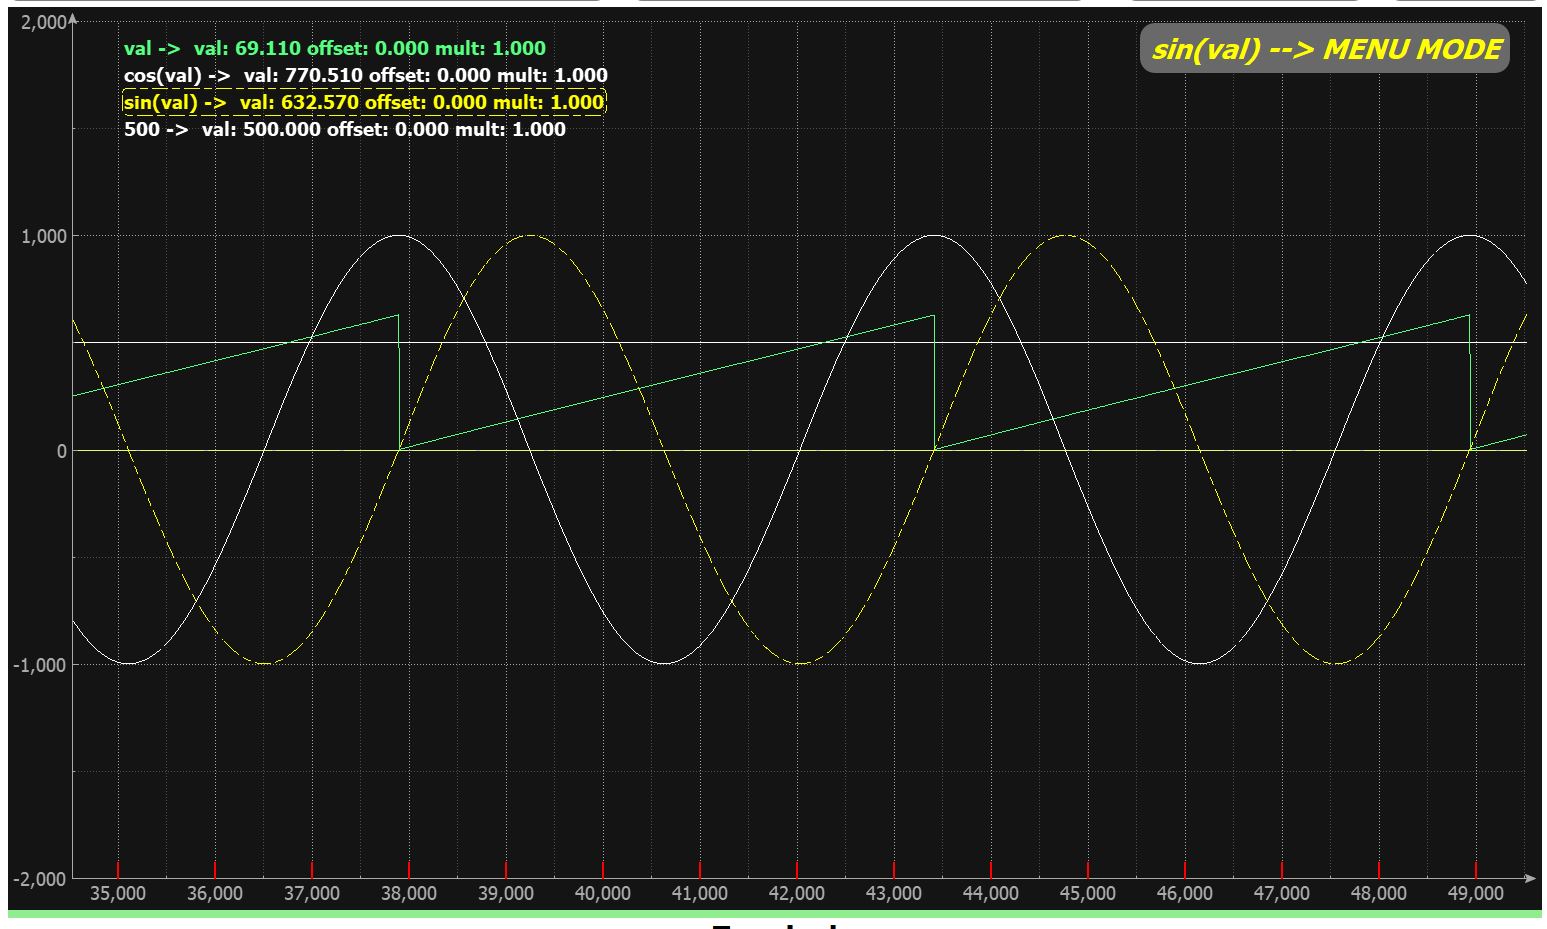 2,000
val ->  val: 69.110 offset: 0.000 mult: 1.000
sin(val) --> MENU MODE
cos(val) ->  val: 770.510 offset: 0.000 mult: 1.000
sin(val) ->  val: 632.570 offset: 0.000 mult: 1.000
500 ->  val: 500.000 offset: 0.000 mult: 1.000
1,000
0
-1,000
-2,000
35,000 36,000 37,000 38,000 39,000 40,000 41,000 42,000 43,000 44,000 45,000 46,000 47,000 48,000 49,000